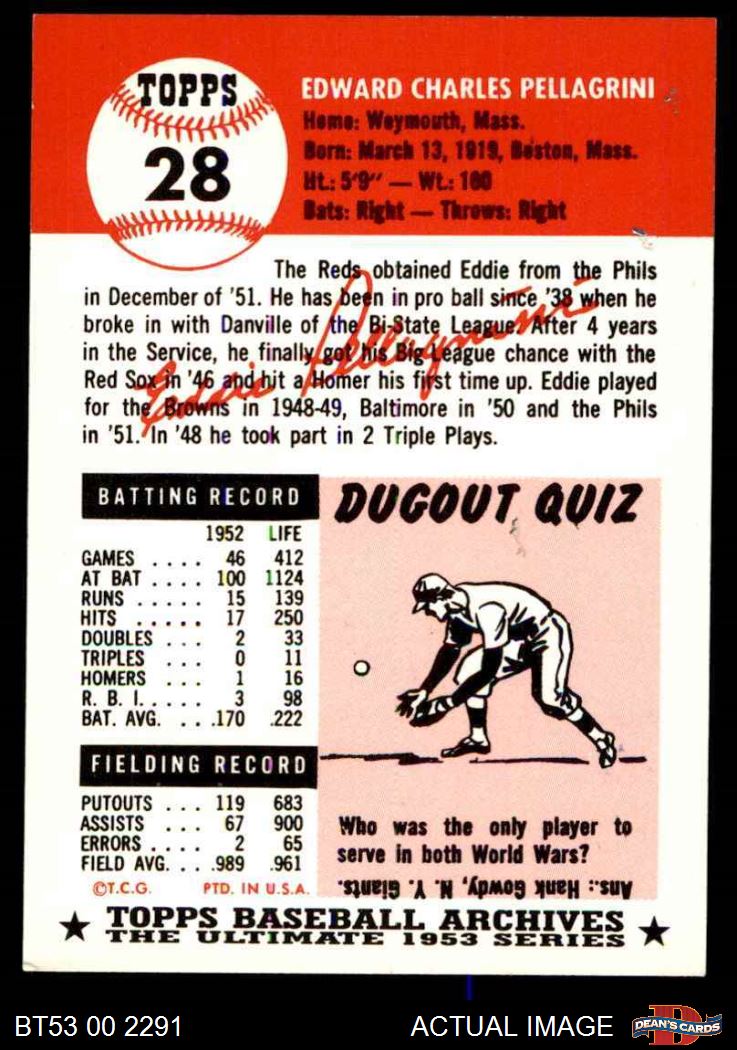 TOPPS
28
EDWARD CHARLES PELLAGRINI
Home: Weymouth, Mass.
Born: March 13, 1919, Boston, Mass.
Ht.: 5'9" — Wt.: 160
Bats: Right — Throws: Right
The Reds obtained Eddie from the Phils
in December of '51. He has been in pro ball since '38 when he
broke in with Danville of the Bi-State League. After 4 years
in the Service, he finally got his Big League chance with the
Red Sox in '46 and hit a Homer his first time up. Eddie played
for the Browns in 1948-49, Baltimore in '50 and the Phils
in '51. In '48 he took part in 2 Triple Plays.
Eddie Pellagrini
BATTING RECORD
1952 LIFE
GAMES .... 46 412
AT BAT .... 100 1124
RUNS ..... 15 139
HITS ..... 17 250
DOUBLES ... 2 33
TRIPLES ... 0 11
HOMERS ... 1 16
R. B. I. .... 3 98
BAT. AVG. ... .170 .222
FIELDING RECORD
PUTOUTS ... 119 683
ASSISTS ... 67 900
ERRORS ... 2 65
FIELD AVG. .. .989 .961
©T.C.G. PTD. IN U.S.A.
DUGOUT QUIZ
Who was the only player to
serve in both World Wars?
Ans.: Hank Gowdy, N. Y. Giants.
★ TOPPS BASEBALL ARCHIVES ★
THE ULTIMATE 1953 SERIES
BT53 00 2291
ACTUAL IMAGE
DEAN'S CARDS